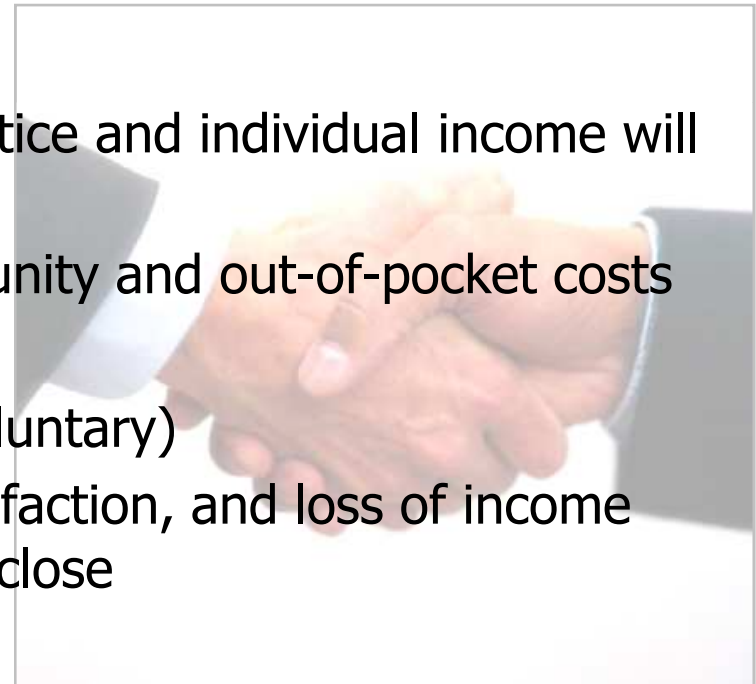 tice and individual income will
unity and out-of-pocket costs
luntary)
faction, and loss of income
close